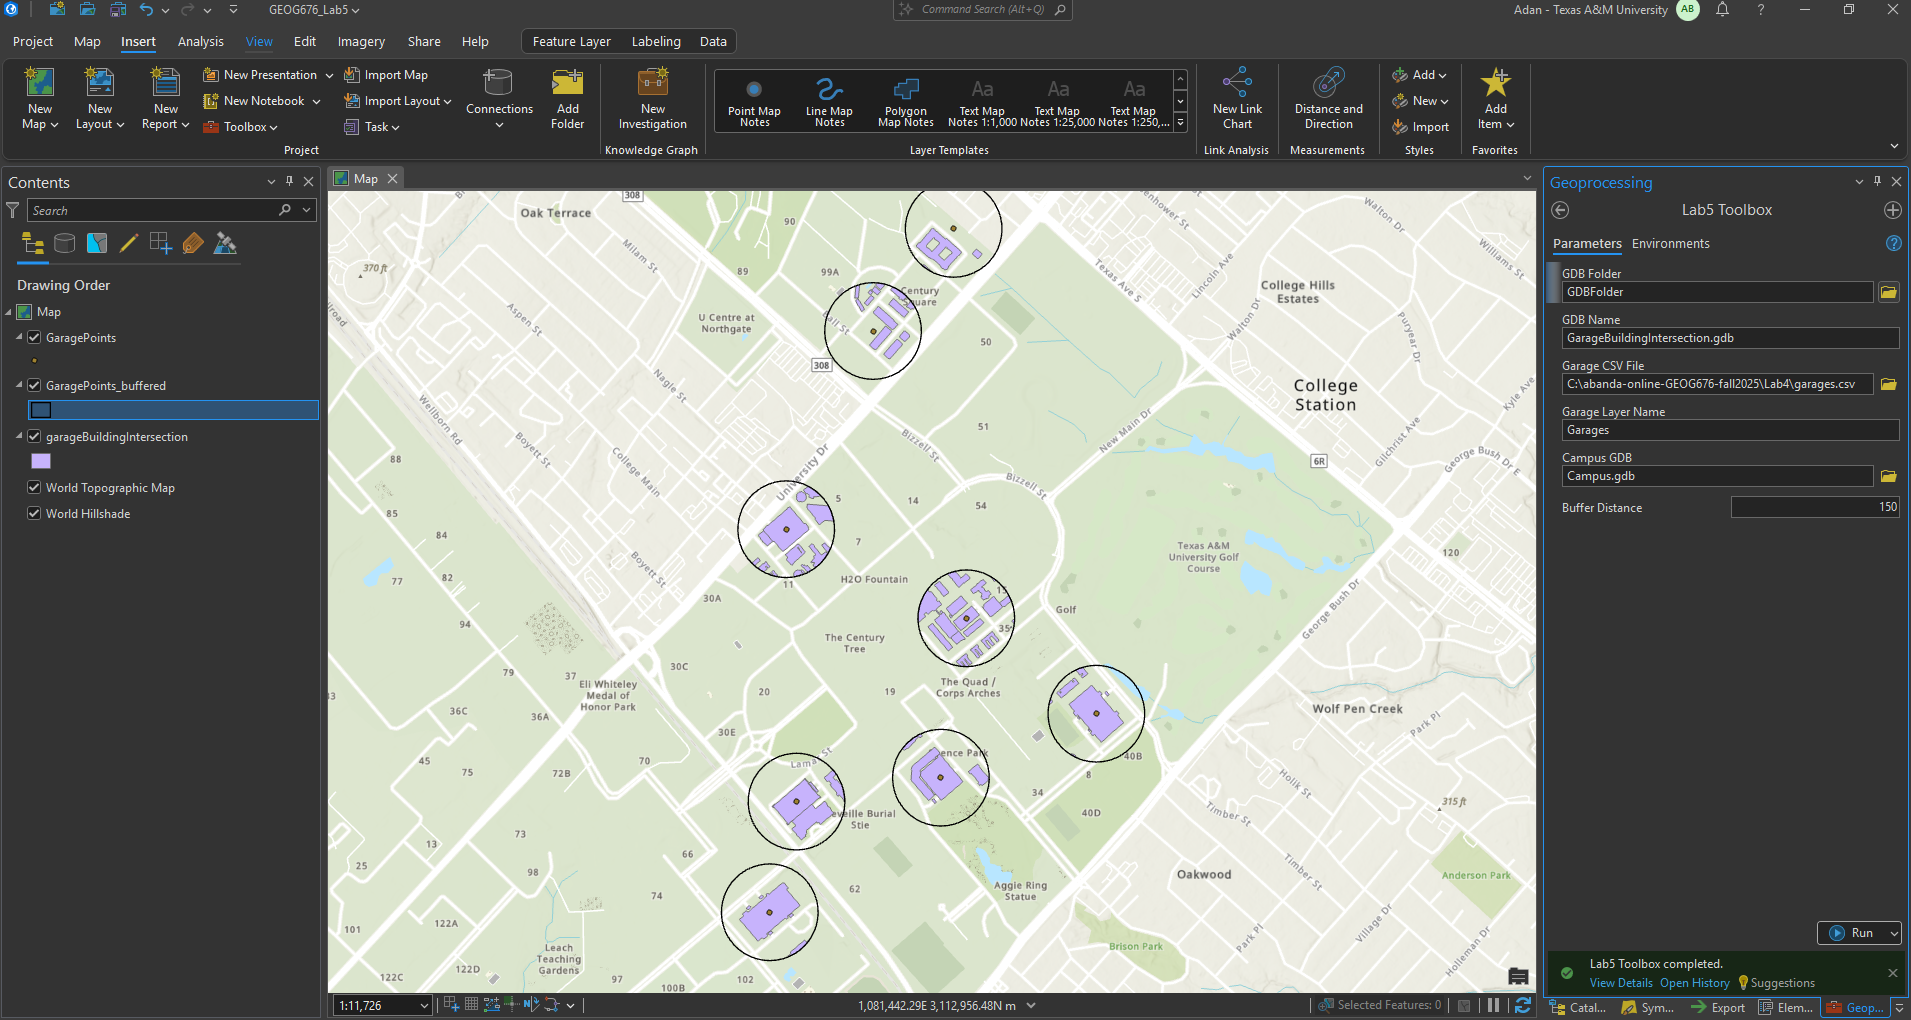 GEOG676_Lab5
Command Search (Alt+Q)
Adan - Texas A&M University
AB
?
Project
Map
Insert
Analysis
View
Edit
Imagery
Share
Help
Feature Layer
Labeling
Data
New
Map
New
Layout
New
Report
New Presentation
New Notebook
Toolbox
Import Map
Import Layout
Task
Connections
Add
Folder
Project
New
Investigation
Knowledge Graph
Point Map
Notes
Line Map
Notes
Polygon
Map Notes
Aa
Text Map
Notes 1:1,000
Aa
Text Map
Notes 1:25,000
Aa
Text Map
Notes 1:250,...
Layer Templates
New Link
Chart
Link Analysis
Distance and
Direction
Measurements
Add
New
Import
Styles
Add
Item
Favorites
Contents
Search
Drawing Order
Map
GaragePoints
GaragePoints_buffered
garageBuildingIntersection
World Topographic Map
World Hillshade
Map
308
Oak Terrace
90
Walton Dr
Milam St
Texas Ave S
Lincoln Ave
Williams St
370 ft
89
99A
College Hills
Estates
Century
Square
Aspen St
U Centre at
Northgate
Ball St
Walton Dr
Puryear Dr
50
308
Nagle St
College
Station
Wellborn Rd
Kyle Ave
New Main Dr
Gilchrist Ave
51
Bizzell St
University Dr
Boyett St
College Main
88
6R
George Bush Dr E
Bizzell St
5
14
54
85
84
7
Texas A&M
University Golf
Course
120
Boyett St
77
82
H2O Fountain
11
30A
15
94
35
Golf
George Bush Dr
The Century
Tree
30C
79
37
Eli Whiteley
Medal of
Honor Park
20
19
The Quad /
Corps Arches
36C
36A
Wolf Pen Creek
Park Pl
30E
Lamar St
ence Park
40B
45
75
72B
70
8
34
Holik St
315 ft
40D
Timber St
eveille Burial
Stie
73
13
66
25
98
74
62
Aggie Ring
Statue
Oakwood
Timber St
Anderson Park
122A
101
Leach
Teaching
Gardens
Brison Park
Park Pl
Village Dr
Holleman Dr
122C
122D
97
100B
102
1:11,726
1,081,442.29E 3,112,956.48N m
Selected Features: 0
Geoprocessing
Lab5 Toolbox
Parameters
Environments
?
GDB Folder
GDBFolder
GDB Name
GarageBuildingIntersection.gdb
Garage CSV File
C:\abanda-online-GEOG676-fall2025\Lab4\garages.csv
Garage Layer Name
Garages
Campus GDB
Campus.gdb
Buffer Distance
150
Run
Lab5 Toolbox completed.
View Details
Open History
Suggestions
Catal...
Sym...
Export
Elem...
Geop...